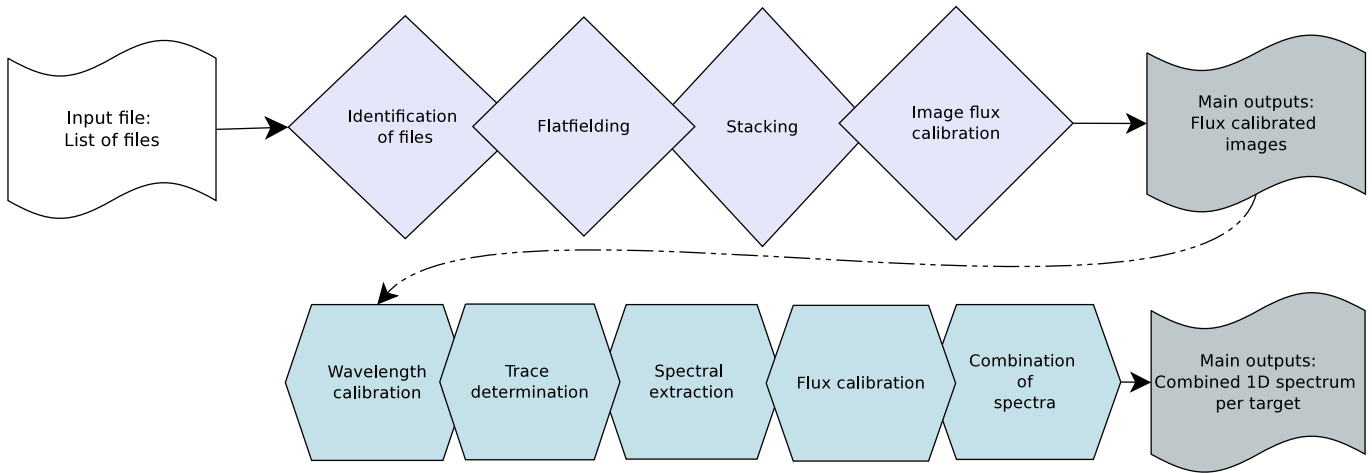 Input file:
List of files
Identification
of files
Flatfielding
Stacking
Image flux
calibration
Main outputs:
Flux calibrated
images
Wavelength
calibration
Trace
determination
Spectral
extraction
Flux calibration
Combination
of
spectra
Main outputs:
Combined 1D spectrum
per target